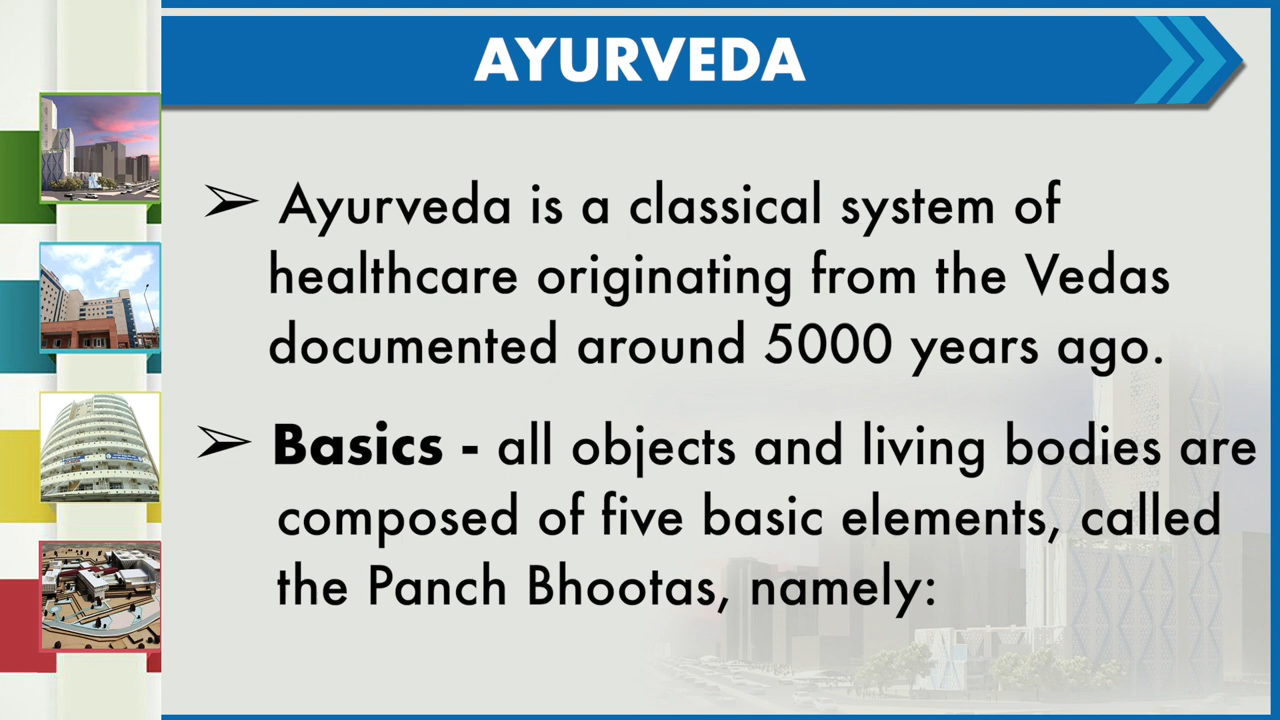 AYURVEDA
➢ Ayurveda is a classical system of
healthcare originating from the Vedas
documented around 5000 years ago.
➢ Basics - all objects and living bodies are
composed of five basic elements, called
the Panch Bhootas, namely: